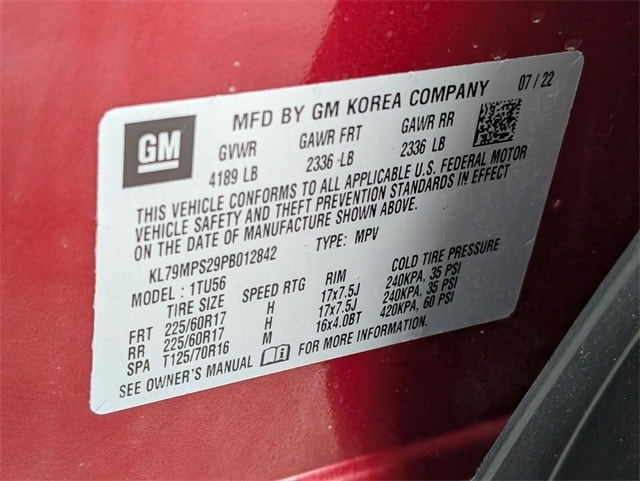 GM
MFD BY GM KOREA COMPANY 07 / 22
GVWR GAWR FRT GAWR RR
4189 LB 2336 LB 2336 LB
THIS VEHICLE CONFORMS TO ALL APPLICABLE U.S. FEDERAL MOTOR
VEHICLE SAFETY AND THEFT PREVENTION STANDARDS IN EFFECT
ON THE DATE OF MANUFACTURE SHOWN ABOVE.
KL79MPS29PB012842 TYPE: MPV
MODEL : 1TU56
TIRE SIZE SPEED RTG RIM COLD TIRE PRESSURE
FRT 225/60R17 H 17x7.5J 240KPA, 35 PSI
RR 225/60R17 H 17x7.5J 240KPA, 35 PSI
SPA T125/70R16 M 16x4.0BT 420KPA, 60 PSI
SEE OWNER'S MANUAL FOR MORE INFORMATION.